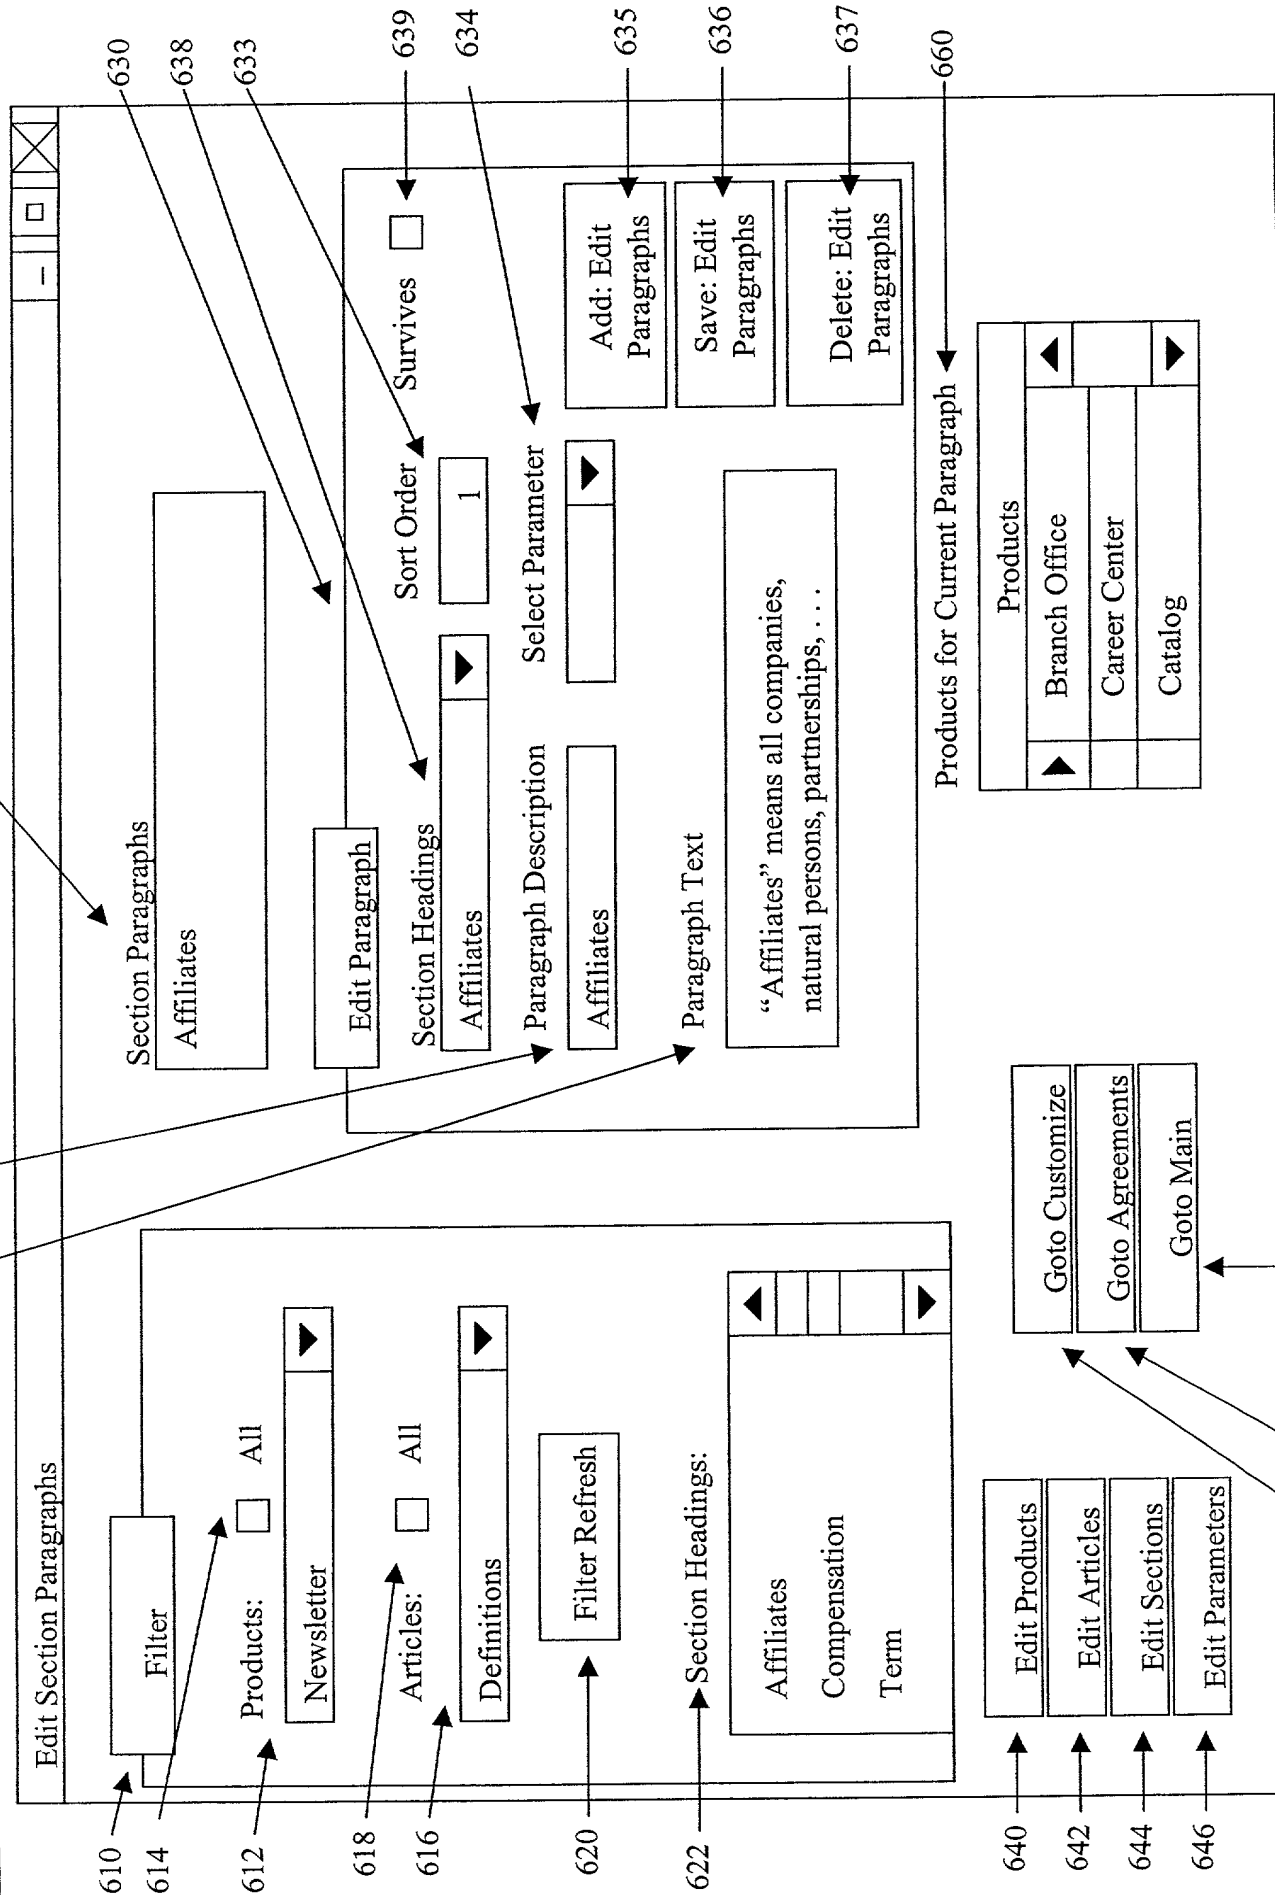 Edit Section Paragraphs
610
Filter
614
612
Products:
All
Newsletter
618
616
Articles:
All
Definitions
620
Filter Refresh
622
Section Headings:
Affiliates
Compensation
Term
640
Edit Products
642
Edit Articles
644
Edit Sections
646
Edit Parameters
Goto Customize
Goto Agreements
Goto Main
Section Paragraphs
Affiliates
630
638
633
639
634
Edit Paragraph
Section Headings
Sort Order
Survives
Affiliates
1
Paragraph Description
Select Parameter
Affiliates
Paragraph Text
“Affiliates” means all companies,
natural persons, partnerships, . . .
Add: Edit
Paragraphs
635
Save: Edit
Paragraphs
636
Delete: Edit
Paragraphs
637
Products for Current Paragraph
660
Products
Branch Office
Career Center
Catalog